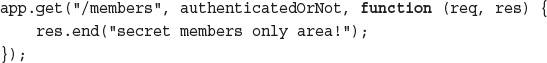 app.get("/members", authenticatedOrNot, function (req, res) {
    res.end("secret members only area!");
});